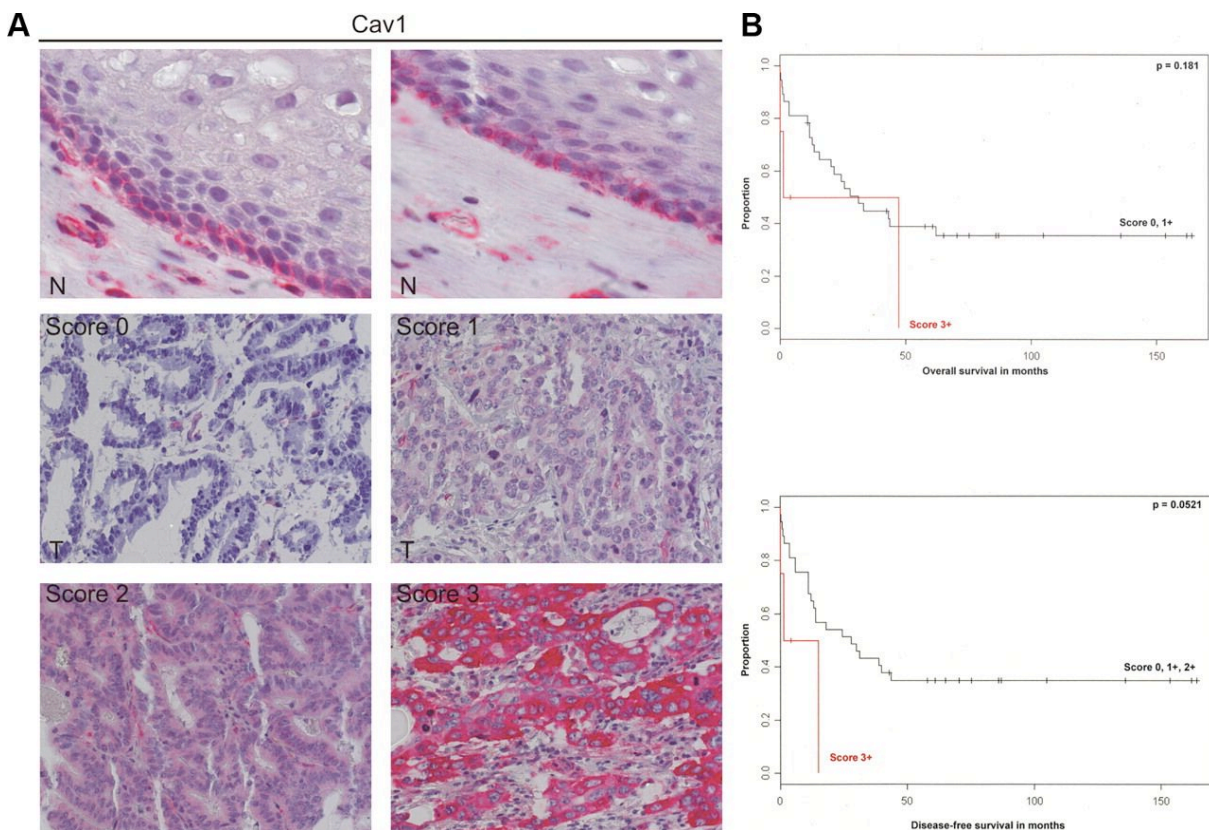 A
Cav1
N
N
Score 0
Score 1
T
T
Score 2
Score 3
B
p = 0.181
1.0
0.8
0.6
0.4
0.2
0.0
Proportion
Score 0, 1+
Score 3+
0
50
100
150
Overall survival in months
p = 0.0521
1.0
0.8
0.6
0.4
0.2
0.0
Proportion
Score 0, 1+, 2+
Score 3+
0
50
100
150
Disease-free survival in months